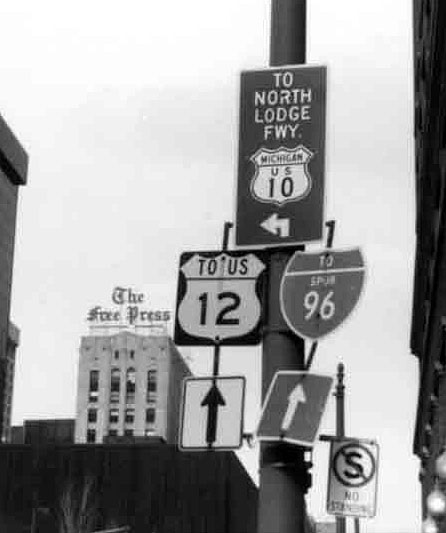 TO
NORTH
LODGE
FWY.
MICHIGAN
US
10
The
Free Press
TO US
12
TO
SPUR
96
S
NO
STANDING